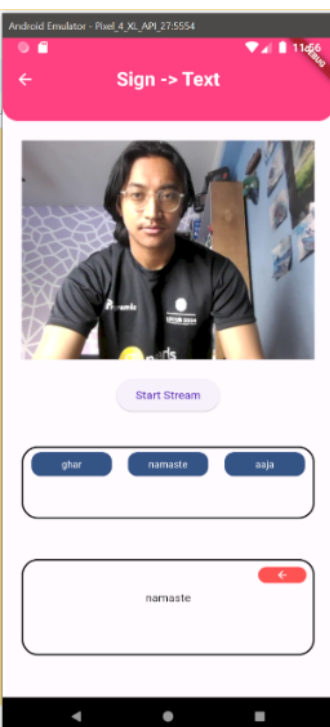 Android Emulator - Pixel_4_XL_API_27:5554
11:56
DEBUG
Sign -> Text
Start Stream
ghar namaste aaja
namaste